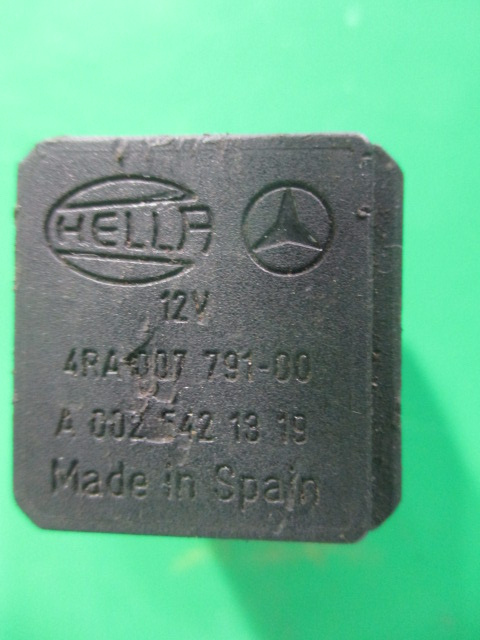 HELLA
12V
4RA 007 791-00
A 002 542 13 19
Made in Spain